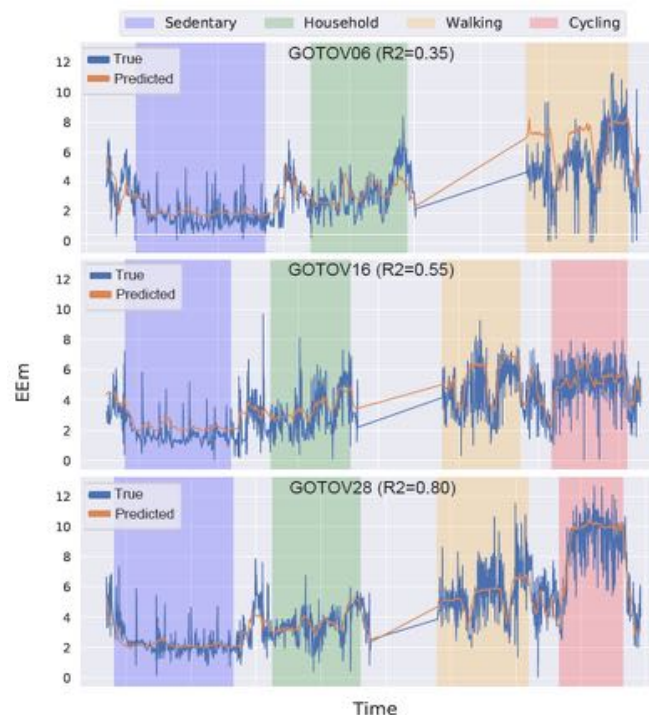 Sedentary Household Walking Cycling
GOTOV06 (R2=0.35)
True
Predicted
12
10
8
6
4
2
0
GOTOV16 (R2=0.55)
True
Predicted
12
10
8
6
4
2
0
EEm
GOTOV28 (R2=0.80)
True
Predicted
12
10
8
6
4
2
0
Time